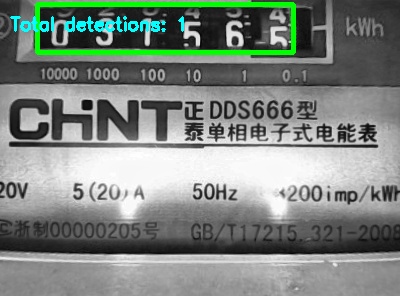 Total detections: 1
0 3 1 5 6 5 kWh
10000 1000 100 10 1 0.1
CHNT 正泰 DDS666型
单相电子式电能表
20V 5(20)A 50Hz 200imp/kWh
浙制00000205号 GB/T17215.321-2008